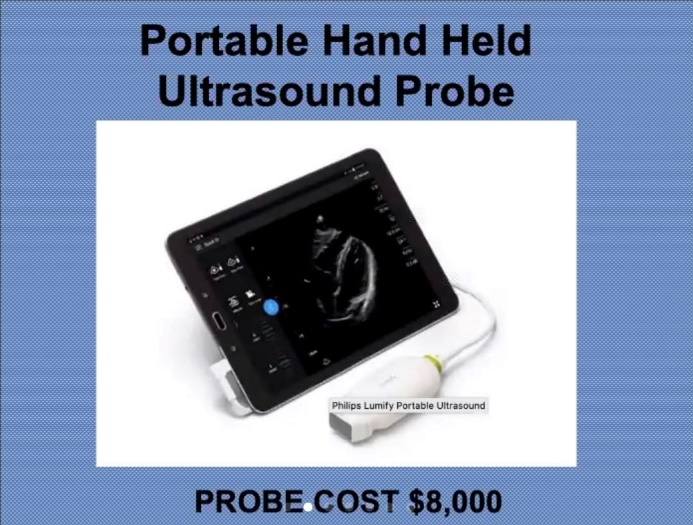 Portable Hand Held
Ultrasound Probe
Philips Lumify Portable Ultrasound
PROBE COST $8,000